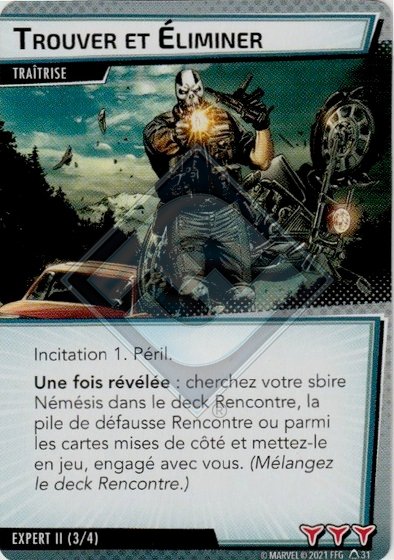 TROUVER ET ÉLIMINER
TRAÎTRISE
Incitation 1. Péril.
Une fois révélée : cherchez votre sbire
Némésis dans le deck Rencontre, la
pile de défausse Rencontre ou parmi
les cartes mises de côté et mettez-le
en jeu, engagé avec vous. (Mélangez
le deck Rencontre.)
EXPERT II (3/4)
© MARVEL © 2021 FFG 31